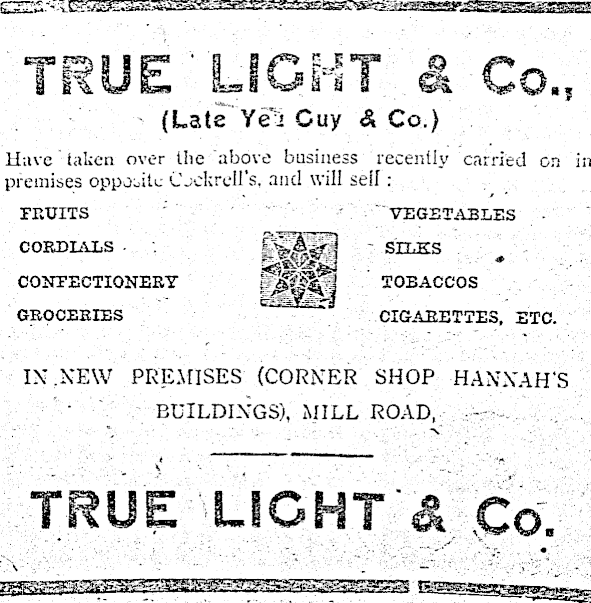 TRUE LIGHT & Co.,
(Late Yee Guy & Co.)
Have taken over the above business recently carried on in
premises opposite Cockrell's, and will sell :
FRUITS
CORDIALS
CONFECTIONERY
GROCERIES
VEGETABLES
SILKS
TOBACCOS
CIGARETTES, ETC.
IN NEW PREMISES (CORNER SHOP HANNAH'S
BUILDINGS), MILL ROAD,
TRUE LIGHT & Co.